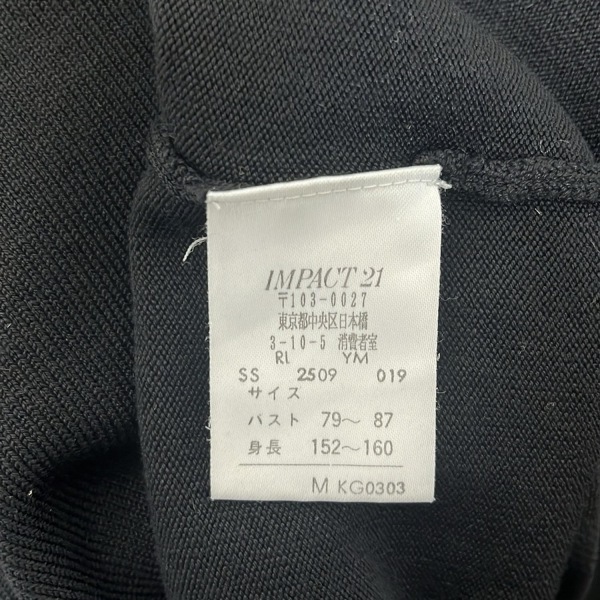 IMPACT 21
〒103-0027
東京都中央区日本橋
3-10-5 消費者室
RL YM
SS 2509 019
サイズ
バスト 79〜 87
身長 152〜160
M KG0303